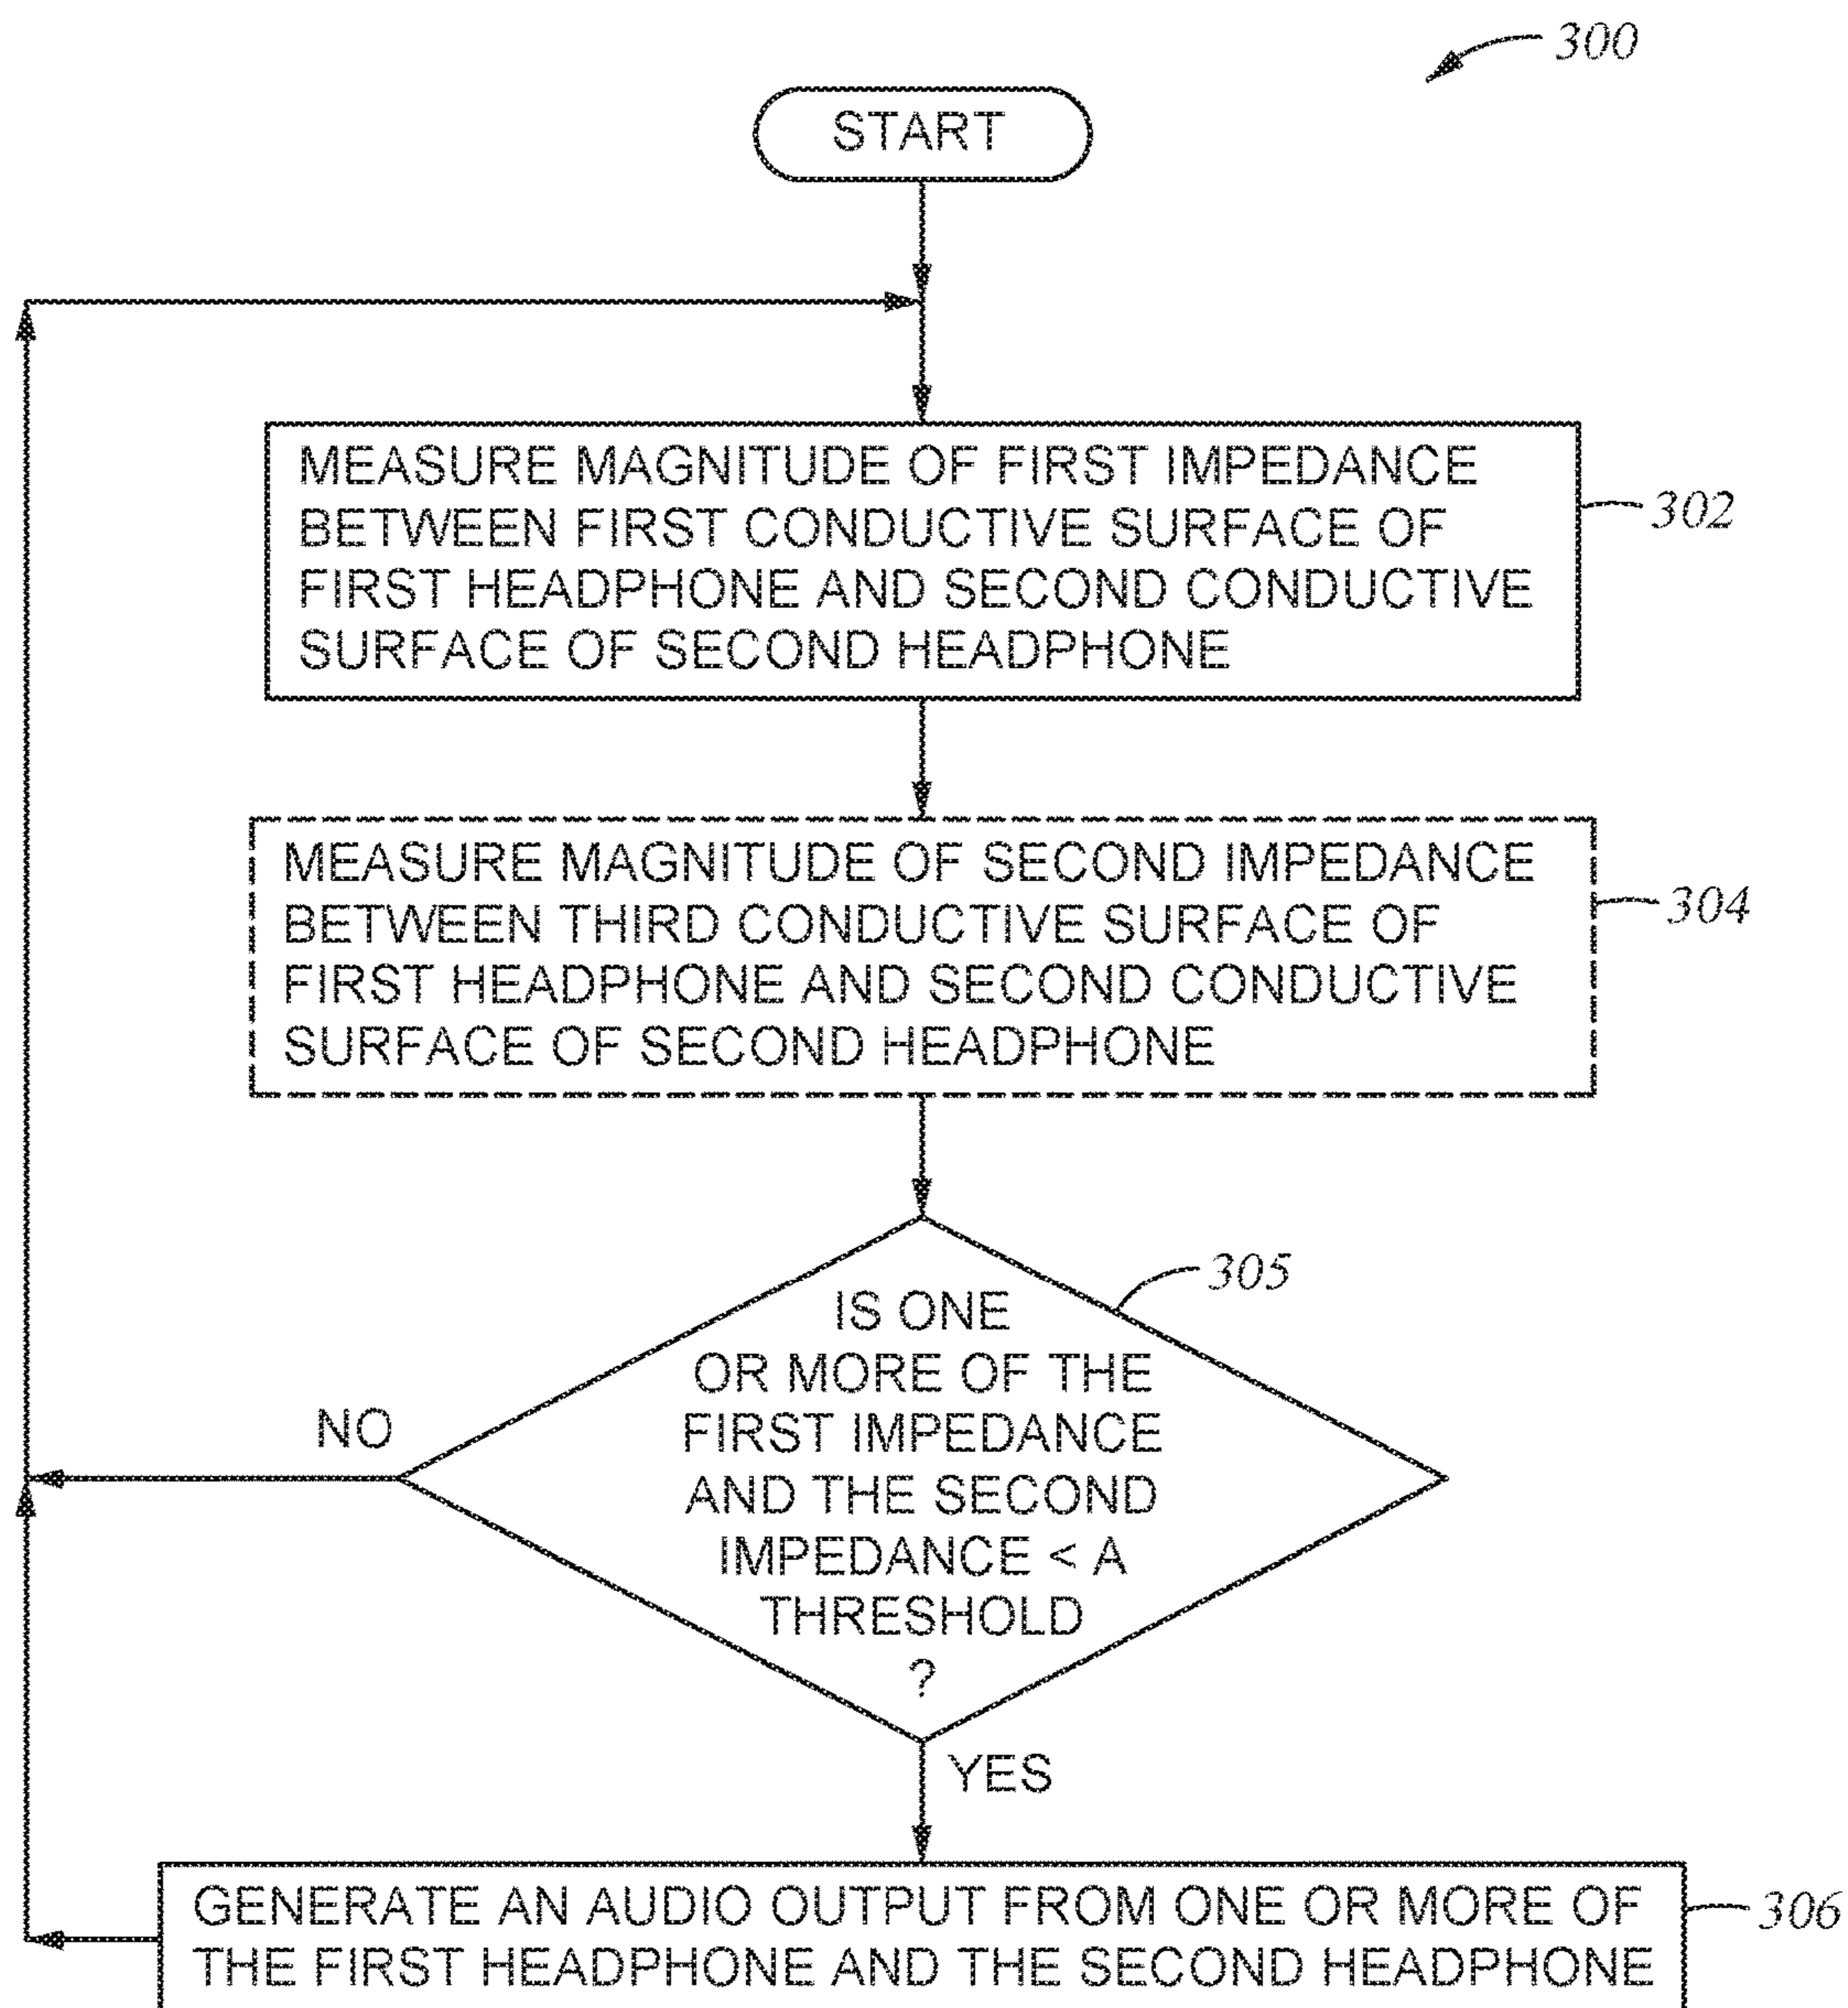 300
START
MEASURE MAGNITUDE OF FIRST IMPEDANCE
BETWEEN FIRST CONDUCTIVE SURFACE OF
FIRST HEADPHONE AND SECOND CONDUCTIVE
SURFACE OF SECOND HEADPHONE
302
MEASURE MAGNITUDE OF SECOND IMPEDANCE
BETWEEN THIRD CONDUCTIVE SURFACE OF
FIRST HEADPHONE AND SECOND CONDUCTIVE
SURFACE OF SECOND HEADPHONE
304
305
IS ONE
OR MORE OF THE
FIRST IMPEDANCE
AND THE SECOND
IMPEDANCE < A
THRESHOLD
?
NO
YES
GENERATE AN AUDIO OUTPUT FROM ONE OR MORE OF
THE FIRST HEADPHONE AND THE SECOND HEADPHONE
306